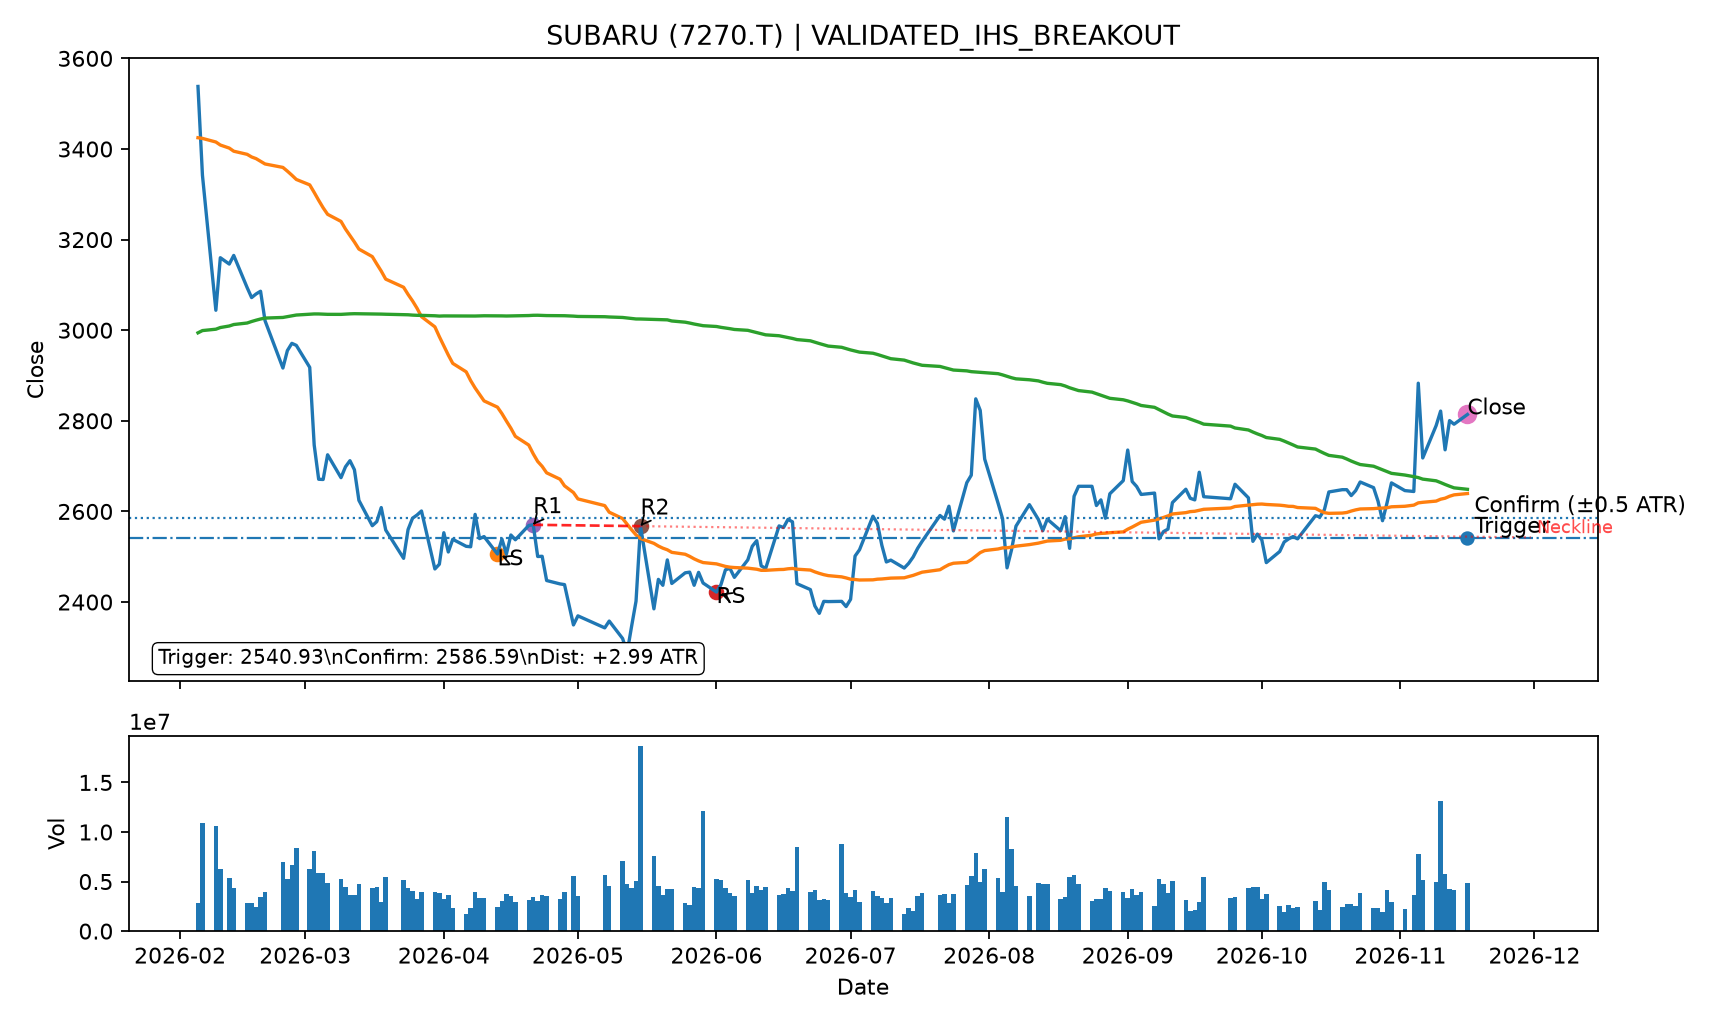 SUBARU (7270.T) | VALIDATED_IHS_BREAKOUT
3600
3400
3200
3000
2800
2600
2400
Close
R1
R2
LS
RS
Close
Confirm (±0.5 ATR)
Trigger
Neckline
Trigger: 2540.93\nConfirm: 2586.59\nDist: +2.99 ATR
1e7
1.5
1.0
0.5
0.0
Vol
2026-02 2026-03 2026-04 2026-05 2026-06 2026-07 2026-08 2026-09 2026-10 2026-11 2026-12
Date